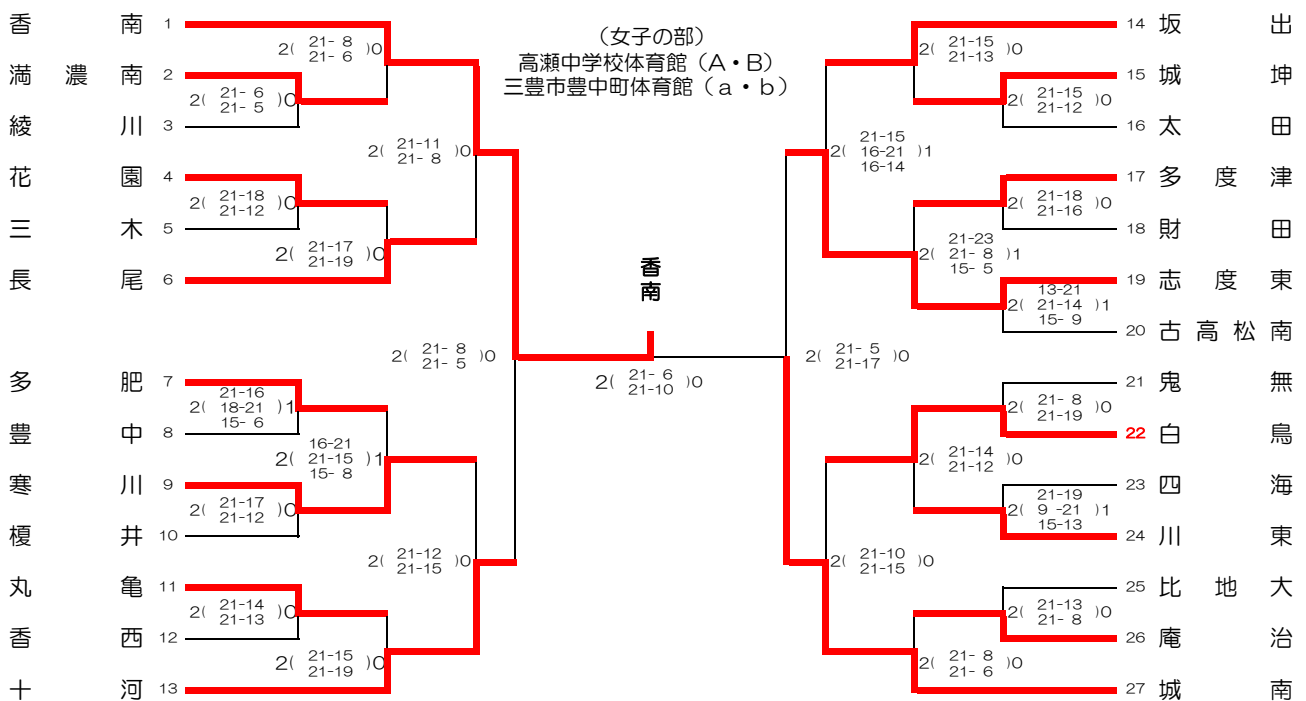 （女子の部）
高瀬中学校体育館（A・B）
三豊市豊中町体育館（a・b）
香南 1
2( 21- 8 )0
21- 6
満濃南 2
2( 21- 6 )0
21- 5
綾川 3
2( 21-11 )0
21- 8
花園 4
2( 21-18 )0
21-12
三木 5
2( 21-17 )0
21-19
長尾 6
2( 21- 8 )0
21- 5
多肥 7
21-16
2( 18-21 )1
15- 6
豊中 8
16-21
2( 21-15 )1
15- 8
寒川 9
2( 21-17 )0
21-12
榎井 10
2( 21-12 )0
21-15
丸亀 11
2( 21-14 )0
21-13
香西 12
2( 21-15 )0
21-19
十河 13
香南
2( 21- 6 )0
21-10
14 坂出
2( 21-15 )0
21-13
15 城坤
2( 21-15 )0
21-12
16 太田
21-15
2( 16-21 )1
16-14
17 多度津
2( 21-18 )0
21-16
18 財田
21-23
2( 21- 8 )1
15- 5
19 志度東
13-21
2( 21-14 )1
15- 9
20 古高松南
2( 21- 5 )0
21-17
21 鬼無
2( 21- 8 )0
21-19
22 白鳥
2( 21-14 )0
21-12
23 四海
21-19
2( 9 -21 )1
15-13
24 川東
2( 21-10 )0
21-15
25 比地大
2( 21-13 )0
21- 8
26 庵治
2( 21- 8 )0
21- 6
27 城南